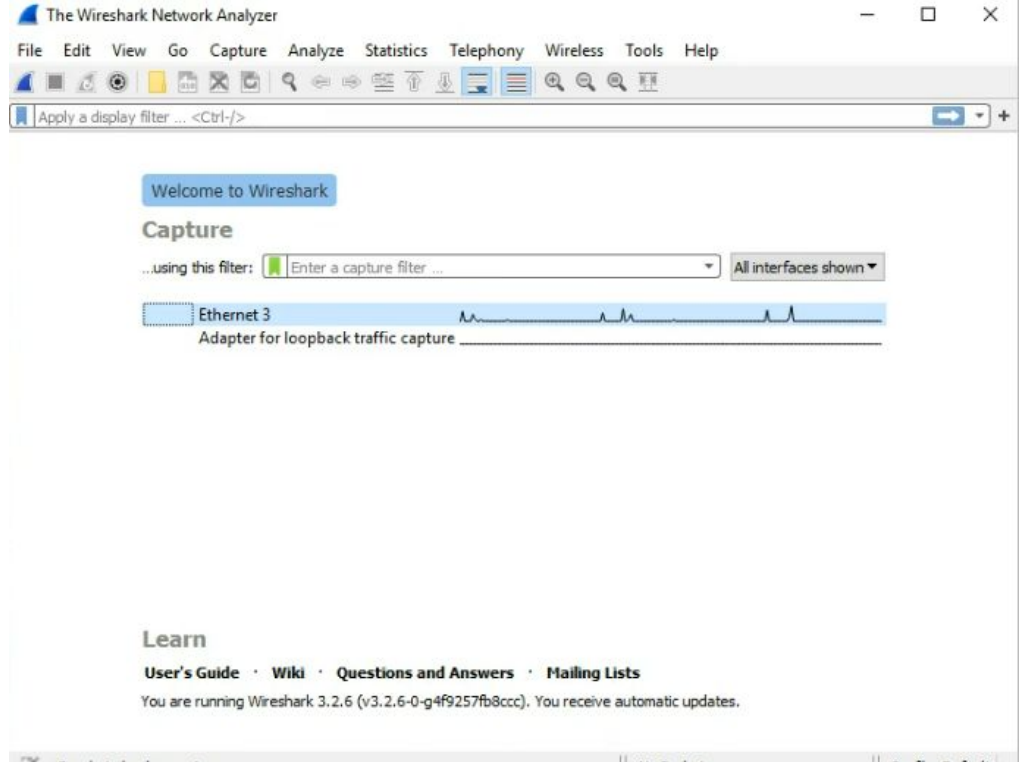 The Wireshark Network Analyzer
File Edit View Go Capture Analyze Statistics Telephony Wireless Tools Help
Apply a display filter ... <Ctrl-/>
Welcome to Wireshark
Capture
...using this filter: Enter a capture filter ... All interfaces shown
Ethernet 3
Adapter for loopback traffic capture
Learn
User's Guide · Wiki · Questions and Answers · Mailing Lists
You are running Wireshark 3.2.6 (v3.2.6-0-g4f9257fb8ccc). You receive automatic updates.